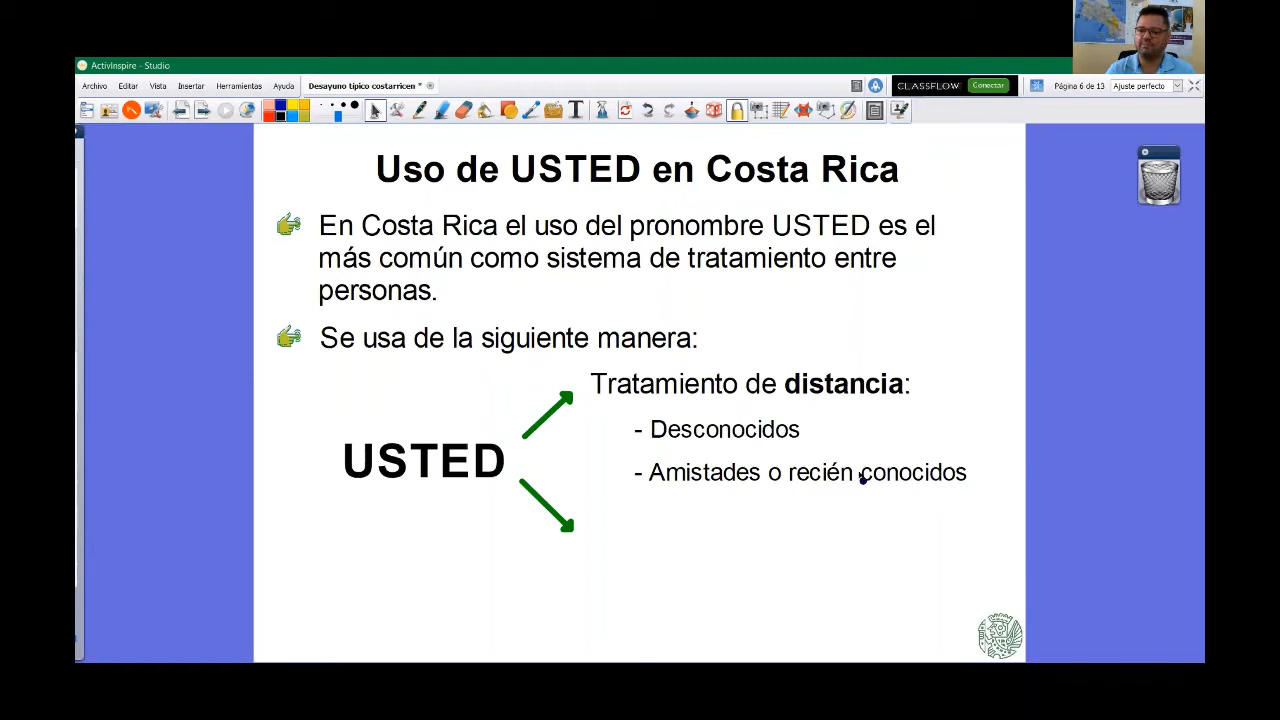 ActivInspire - Studio
Archivo Editar Vista Insertar Herramientas Ayuda Desayuno típico costarricen * CLASSFLOW Conectar Página 6 de 13 Ajuste perfecto
Uso de USTED en Costa Rica
En Costa Rica el uso del pronombre USTED es el
más común como sistema de tratamiento entre
personas.
Se usa de la siguiente manera:
Tratamiento de distancia:
- Desconocidos
USTED
- Amistades o recién conocidos